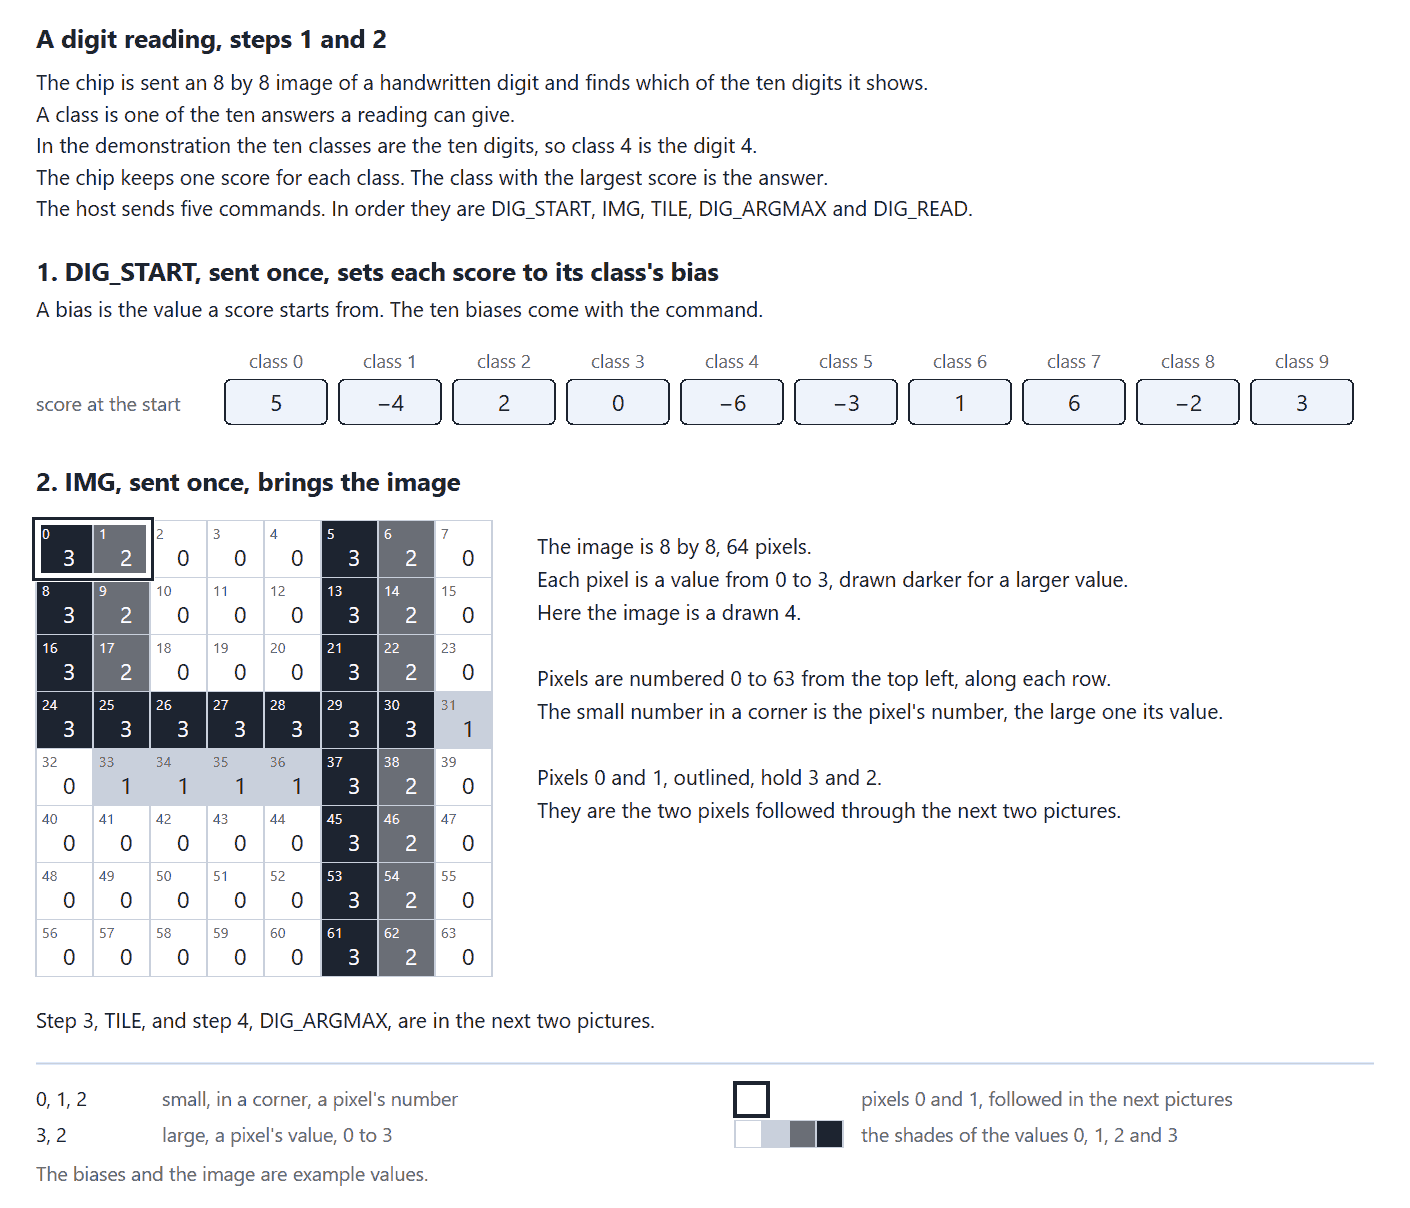 A digit reading, steps 1 and 2
The chip is sent an 8 by 8 image of a handwritten digit and finds which of the ten digits it shows.
A class is one of the ten answers a reading can give.
In the demonstration the ten classes are the ten digits, so class 4 is the digit 4.
The chip keeps one score for each class. The class with the largest score is the answer.
The host sends five commands. In order they are DIG_START, IMG, TILE, DIG_ARGMAX and DIG_READ.
1. DIG_START, sent once, sets each score to its class's bias
A bias is the value a score starts from. The ten biases come with the command.
class 0 class 1 class 2 class 3 class 4 class 5 class 6 class 7 class 8 class 9
score at the start 5 −4 2 0 −6 −3 1 6 −2 3
2. IMG, sent once, brings the image
0 1 2 3 4 5 6 7
3 2 0 0 0 3 2 0
8 9 10 11 12 13 14 15
3 2 0 0 0 3 2 0
16 17 18 19 20 21 22 23
3 2 0 0 0 3 2 0
24 25 26 27 28 29 30 31
3 3 3 3 3 3 3 1
32 33 34 35 36 37 38 39
0 1 1 1 1 3 2 0
40 41 42 43 44 45 46 47
0 0 0 0 0 3 2 0
48 49 50 51 52 53 54 55
0 0 0 0 0 3 2 0
56 57 58 59 60 61 62 63
0 0 0 0 0 3 2 0
The image is 8 by 8, 64 pixels.
Each pixel is a value from 0 to 3, drawn darker for a larger value.
Here the image is a drawn 4.
Pixels are numbered 0 to 63 from the top left, along each row.
The small number in a corner is the pixel's number, the large one its value.
Pixels 0 and 1, outlined, hold 3 and 2.
They are the two pixels followed through the next two pictures.
Step 3, TILE, and step 4, DIG_ARGMAX, are in the next two pictures.
0, 1, 2 small, in a corner, a pixel's number
3, 2 large, a pixel's value, 0 to 3
pixels 0 and 1, followed in the next pictures
the shades of the values 0, 1, 2 and 3
The biases and the image are example values.